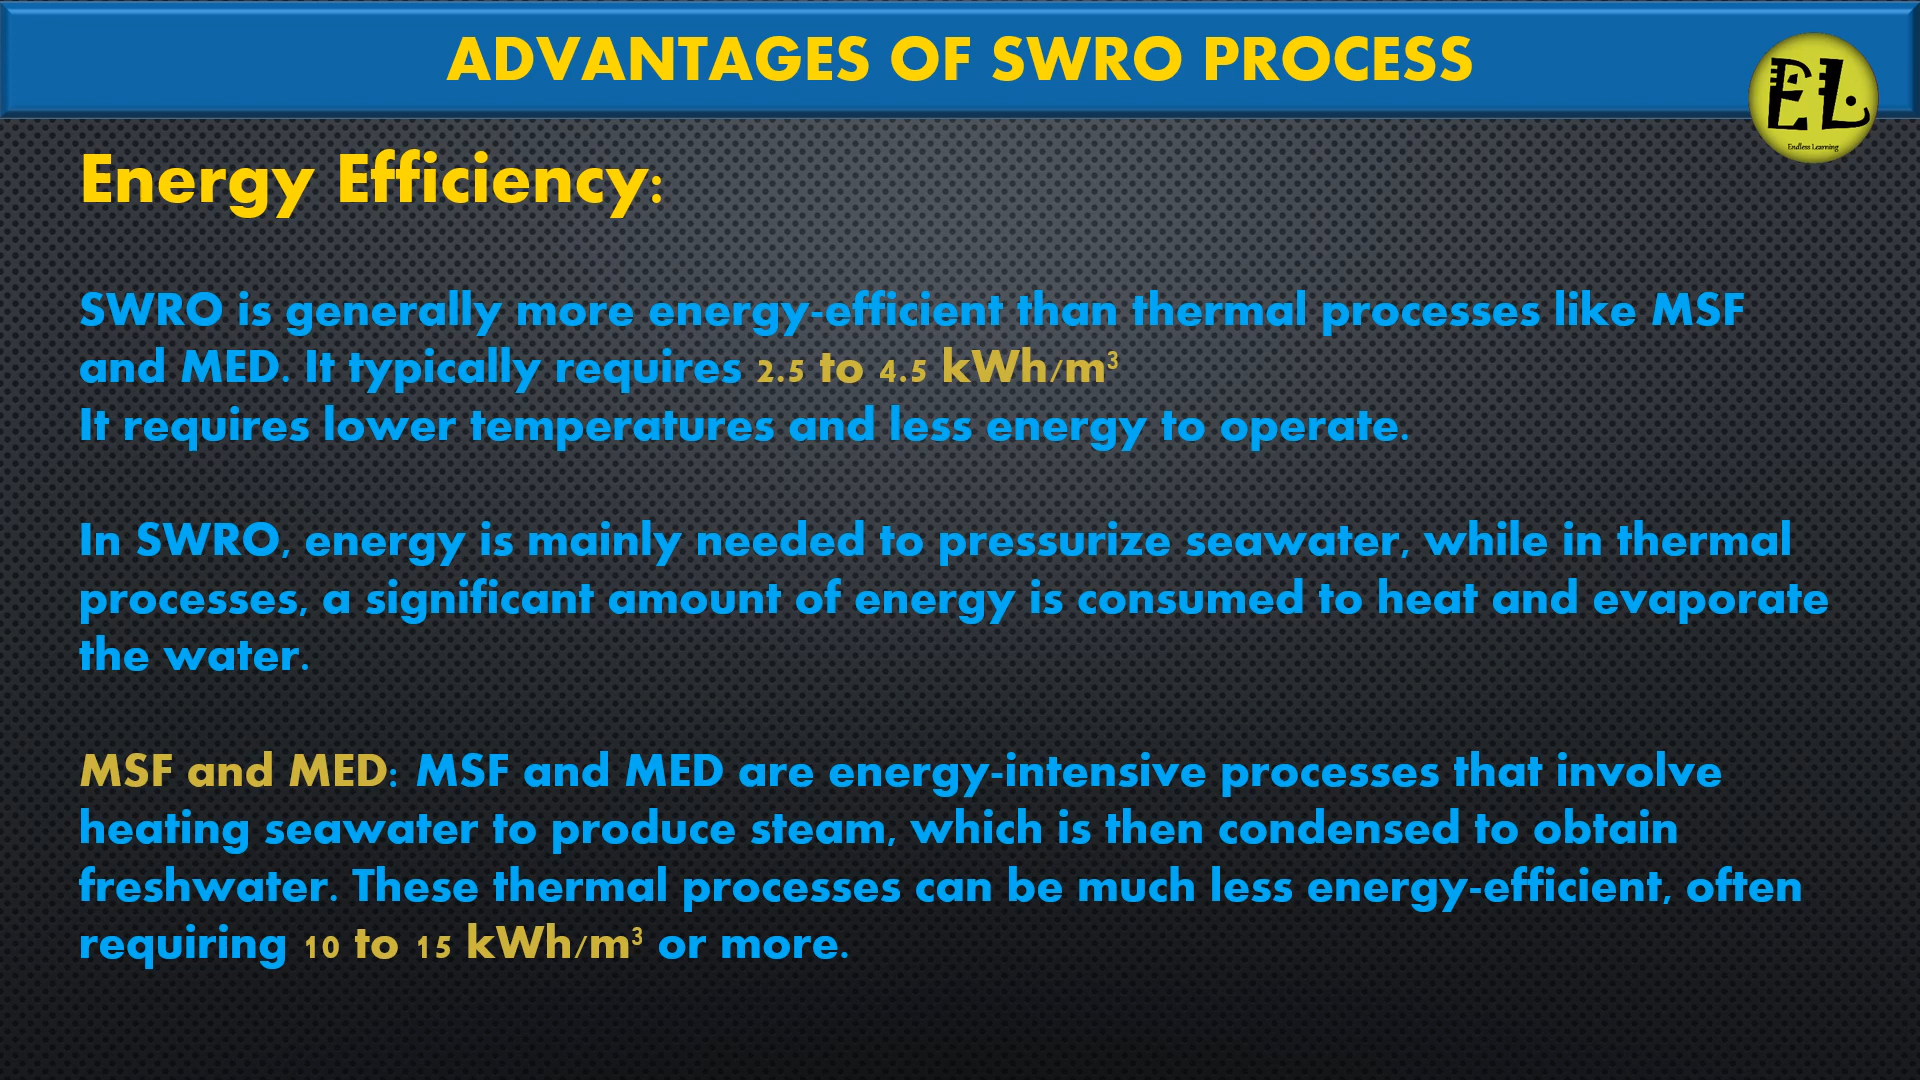 ADVANTAGES OF SWRO PROCESS
EL
Endless Learning
Energy Efficiency:
SWRO is generally more energy-efficient than thermal processes like MSF
and MED. It typically requires 2.5 to 4.5 kWh/m³
It requires lower temperatures and less energy to operate.
In SWRO, energy is mainly needed to pressurize seawater, while in thermal
processes, a significant amount of energy is consumed to heat and evaporate
the water.
MSF and MED: MSF and MED are energy-intensive processes that involve
heating seawater to produce steam, which is then condensed to obtain
freshwater. These thermal processes can be much less energy-efficient, often
requiring 10 to 15 kWh/m³ or more.